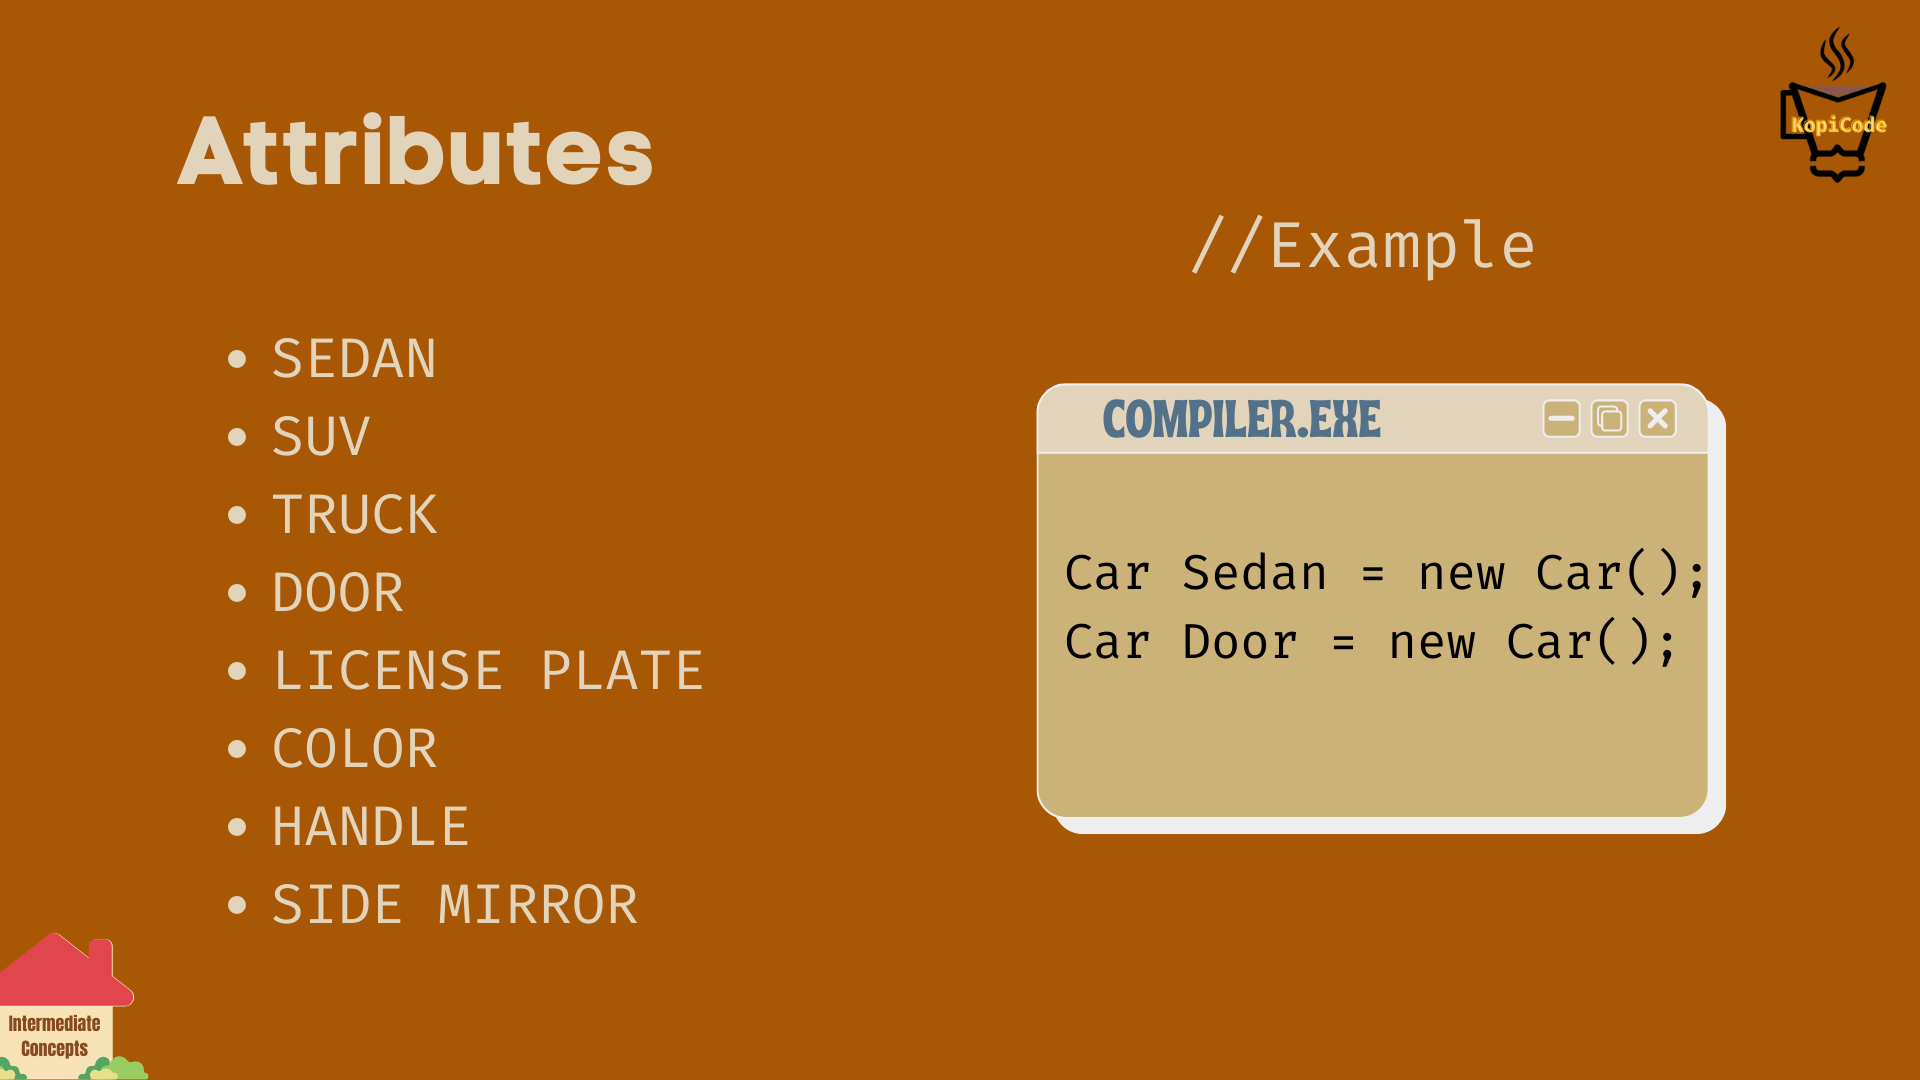 Attributes
KopiCode
//Example
• SEDAN
• SUV
• TRUCK
• DOOR
• LICENSE PLATE
• COLOR
• HANDLE
• SIDE MIRROR
COMPILER.EXE
Car Sedan = new Car();
Car Door = new Car();
Intermediate
Concepts